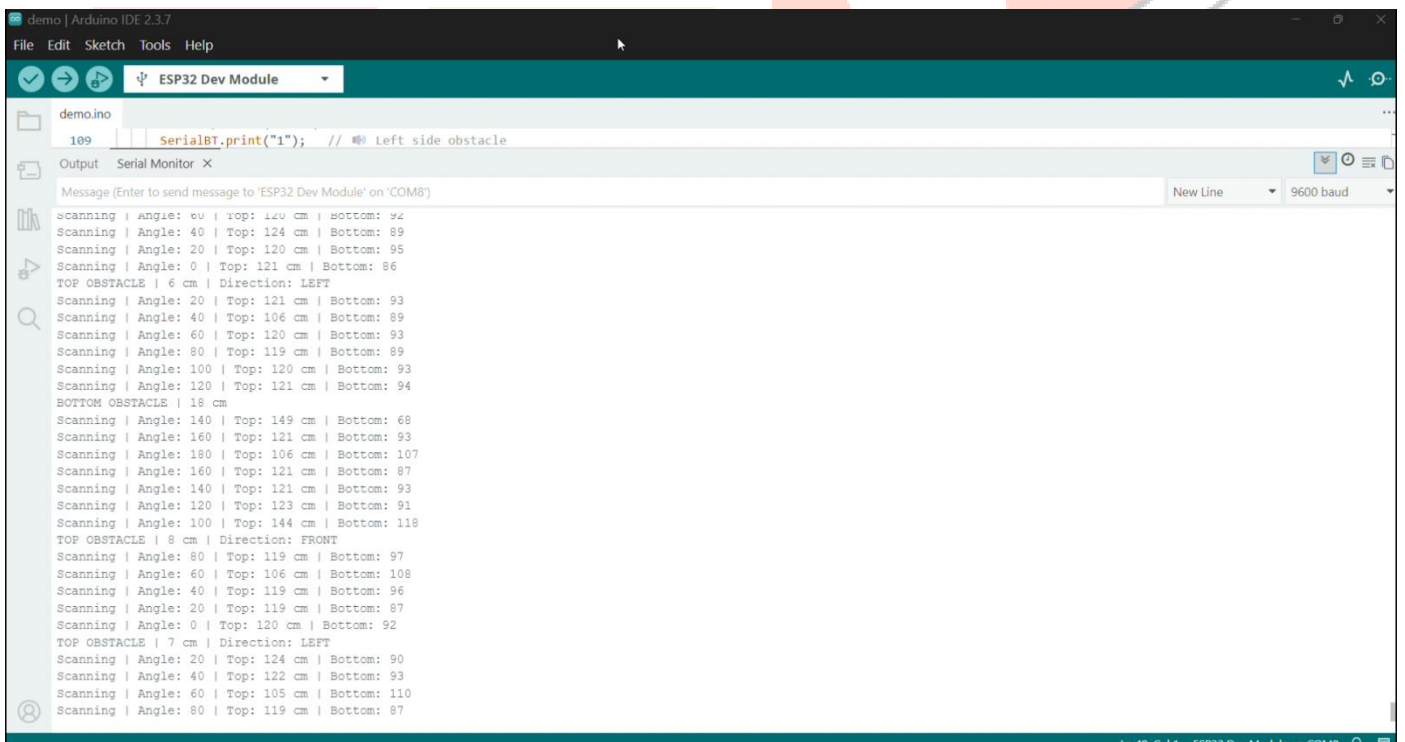 demo | Arduino IDE 2.3.7
File Edit Sketch Tools Help
ESP32 Dev Module
demo.ino
109 SerialBT.print("1"); // 🔊 Left side obstacle
Output Serial Monitor X
Message (Enter to send message to 'ESP32 Dev Module' on 'COM8')
New Line
9600 baud
Scanning | Angle: 60 | Top: 120 cm | Bottom: 92
Scanning | Angle: 40 | Top: 124 cm | Bottom: 89
Scanning | Angle: 20 | Top: 120 cm | Bottom: 95
Scanning | Angle: 0 | Top: 121 cm | Bottom: 86
TOP OBSTACLE | 6 cm | Direction: LEFT
Scanning | Angle: 20 | Top: 121 cm | Bottom: 93
Scanning | Angle: 40 | Top: 106 cm | Bottom: 89
Scanning | Angle: 60 | Top: 120 cm | Bottom: 93
Scanning | Angle: 80 | Top: 119 cm | Bottom: 89
Scanning | Angle: 100 | Top: 120 cm | Bottom: 93
Scanning | Angle: 120 | Top: 121 cm | Bottom: 94
BOTTOM OBSTACLE | 18 cm
Scanning | Angle: 140 | Top: 149 cm | Bottom: 68
Scanning | Angle: 160 | Top: 121 cm | Bottom: 93
Scanning | Angle: 180 | Top: 106 cm | Bottom: 107
Scanning | Angle: 160 | Top: 121 cm | Bottom: 87
Scanning | Angle: 140 | Top: 121 cm | Bottom: 93
Scanning | Angle: 120 | Top: 123 cm | Bottom: 91
Scanning | Angle: 100 | Top: 144 cm | Bottom: 118
TOP OBSTACLE | 8 cm | Direction: FRONT
Scanning | Angle: 80 | Top: 119 cm | Bottom: 97
Scanning | Angle: 60 | Top: 106 cm | Bottom: 108
Scanning | Angle: 40 | Top: 119 cm | Bottom: 96
Scanning | Angle: 20 | Top: 119 cm | Bottom: 87
Scanning | Angle: 0 | Top: 120 cm | Bottom: 92
TOP OBSTACLE | 7 cm | Direction: LEFT
Scanning | Angle: 20 | Top: 124 cm | Bottom: 90
Scanning | Angle: 40 | Top: 122 cm | Bottom: 93
Scanning | Angle: 60 | Top: 105 cm | Bottom: 110
Scanning | Angle: 80 | Top: 119 cm | Bottom: 87